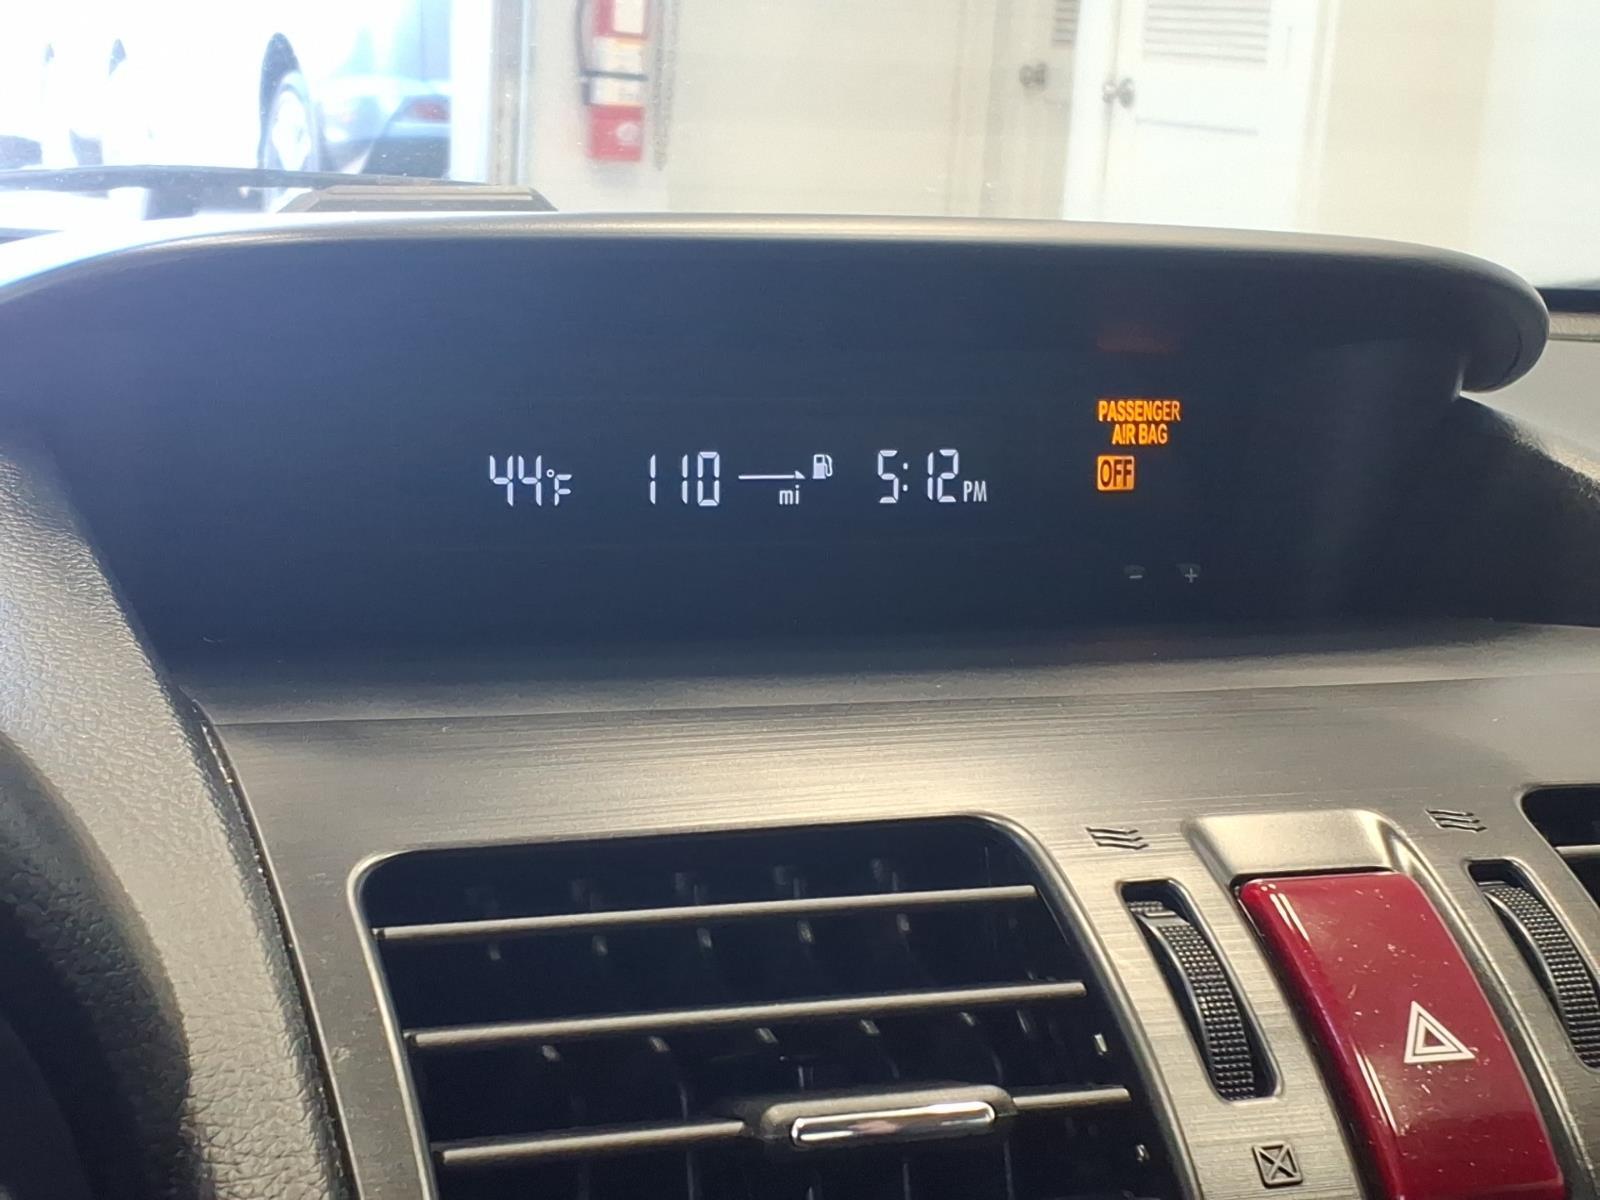 44°F 110 mi 5:12 PM
PASSENGER
AIR BAG
OFF
- +